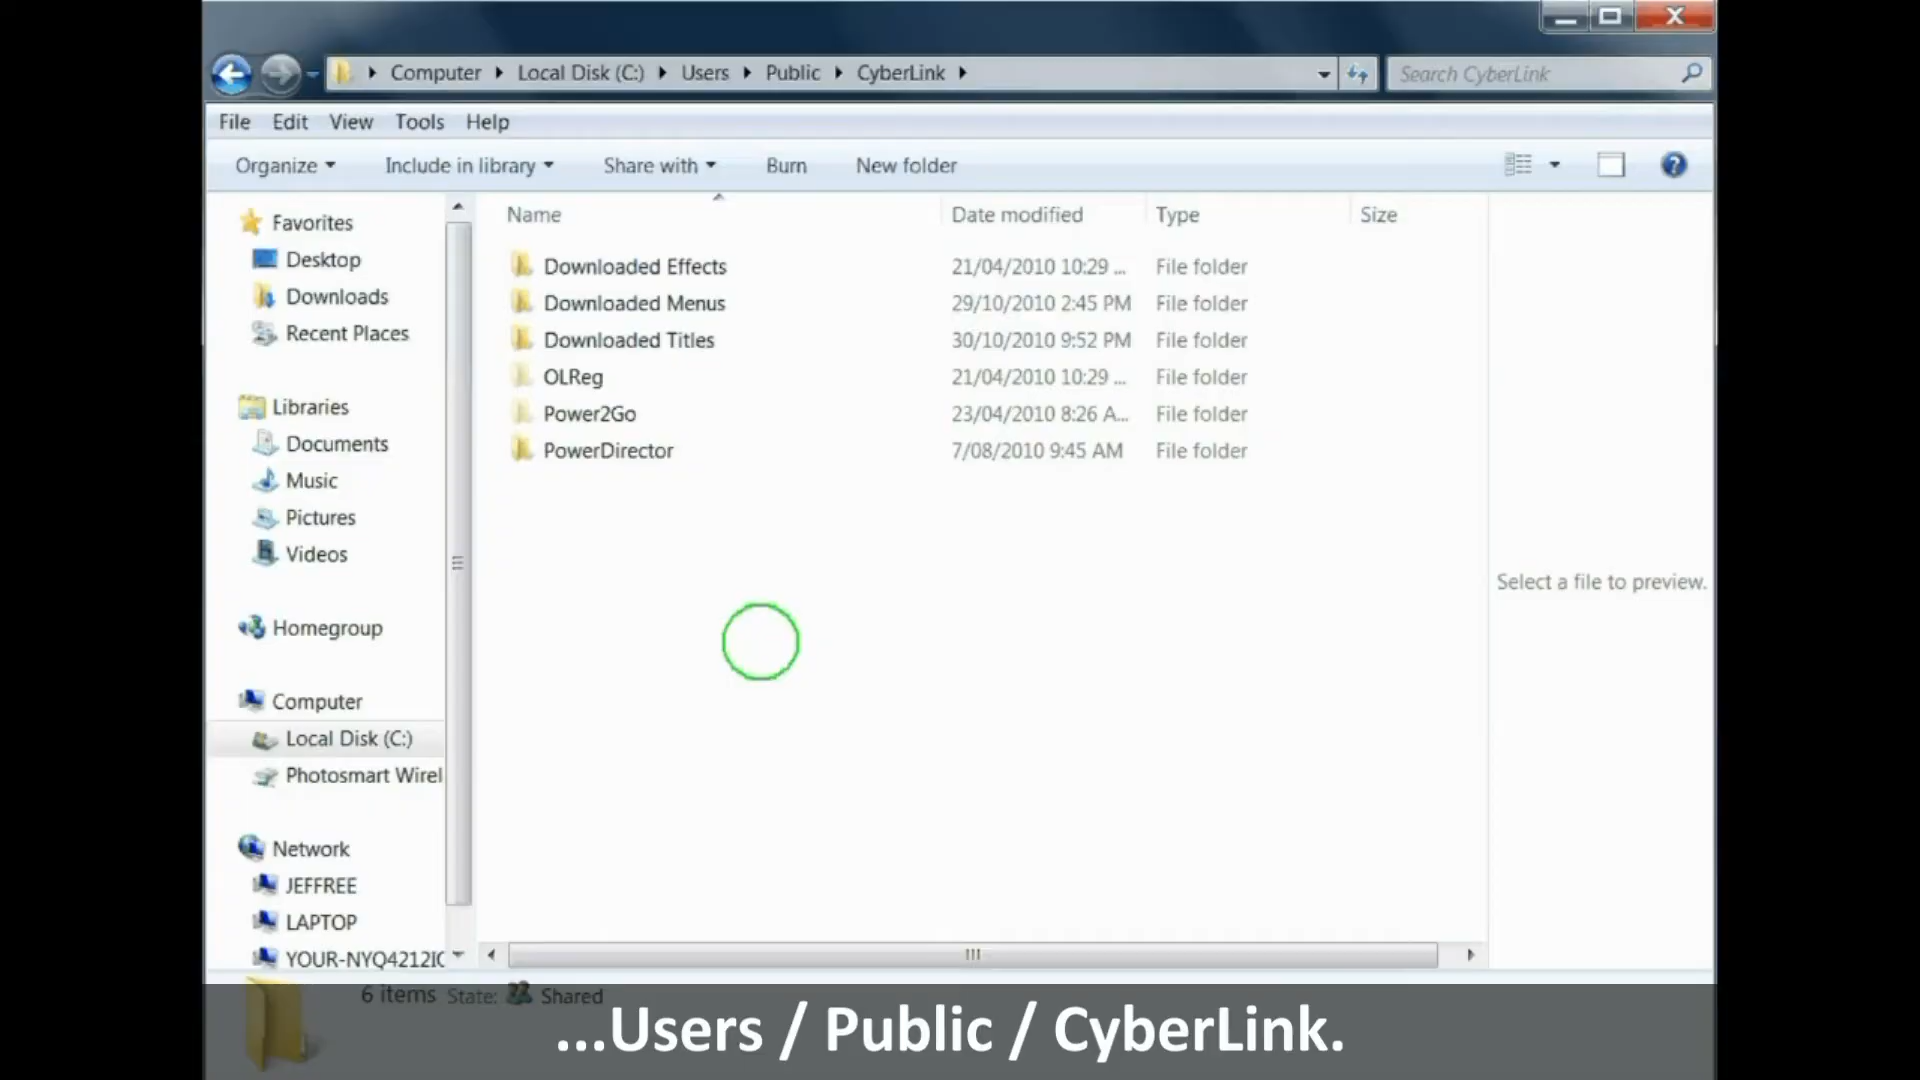 Computer Local Disk (C:) Users Public CyberLink
Search CyberLink
File Edit View Tools Help
Organize Include in library Share with Burn New folder
Favorites
Desktop
Downloads
Recent Places
Libraries
Documents
Music
Pictures
Videos
Homegroup
Computer
Local Disk (C:)
Photosmart Wirel
Network
JEFFREE
LAPTOP
YOUR-NYQ4212IC
Name Date modified Type Size
Downloaded Effects 21/04/2010 10:29 ... File folder
Downloaded Menus 29/10/2010 2:45 PM File folder
Downloaded Titles 30/10/2010 9:52 PM File folder
OLReg 21/04/2010 10:29 ... File folder
Power2Go 23/04/2010 8:26 A... File folder
PowerDirector 7/08/2010 9:45 AM File folder
Select a file to preview.
6 items State: Shared
...Users / Public / CyberLink.